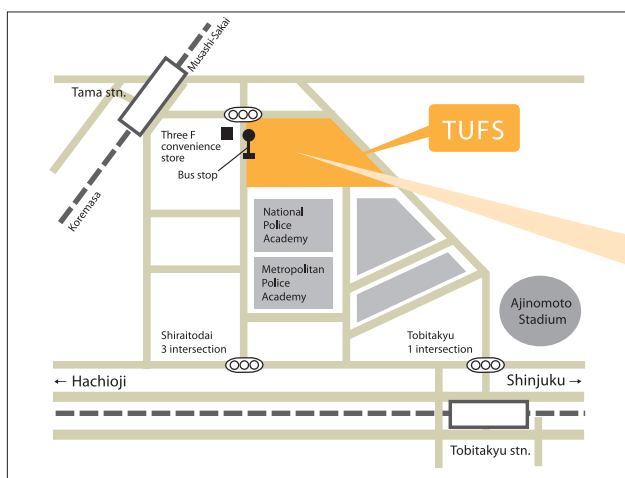 Musashi-Sakai
Tama stn.
TUFS
Three F
convenience
store
Bus stop
Koremasa
National
Police
Academy
Metropolitan
Police
Academy
Ajinomoto
Stadium
Shiraitodai
3 intersection
Tobitakyu
1 intersection
← Hachioji
Shinjuku →
Tobitakyu stn.